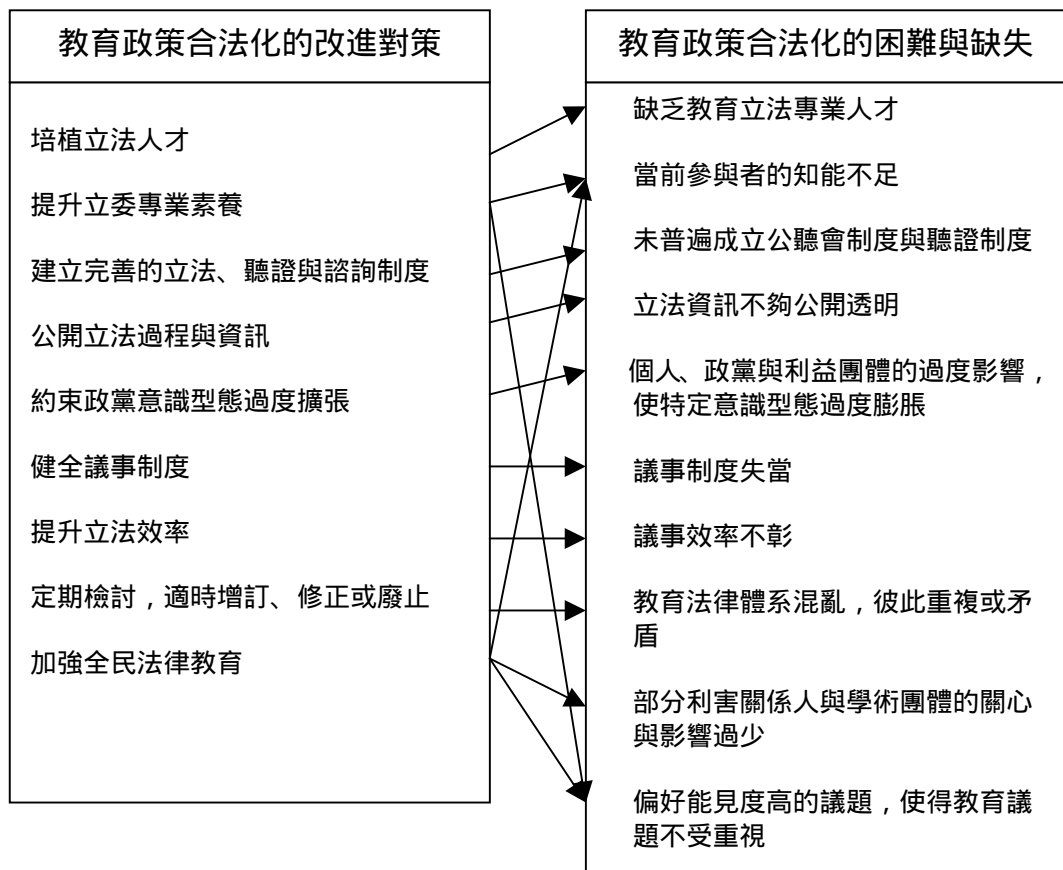 教育政策合法化的改進對策
培植立法人才
提升立委專業素養
建立完善的立法、聽證與諮詢制度
公開立法過程與資訊
約束政黨意識型態過度擴張
健全議事制度
提升立法效率
定期檢討，適時增訂、修正或廢止
加強全民法律教育
教育政策合法化的困難與缺失
缺乏教育立法專業人才
當前參與者的知能不足
未普遍成立公聽會制度與聽證制度
立法資訊不夠公開透明
個人、政黨與利益團體的過度影響，
使特定意識型態過度膨脹
議事制度失當
議事效率不彰
教育法律體系混亂，彼此重複或矛
盾
部分利害關係人與學術團體的關心
與影響過少
偏好能見度高的議題，使得教育議
題不受重視